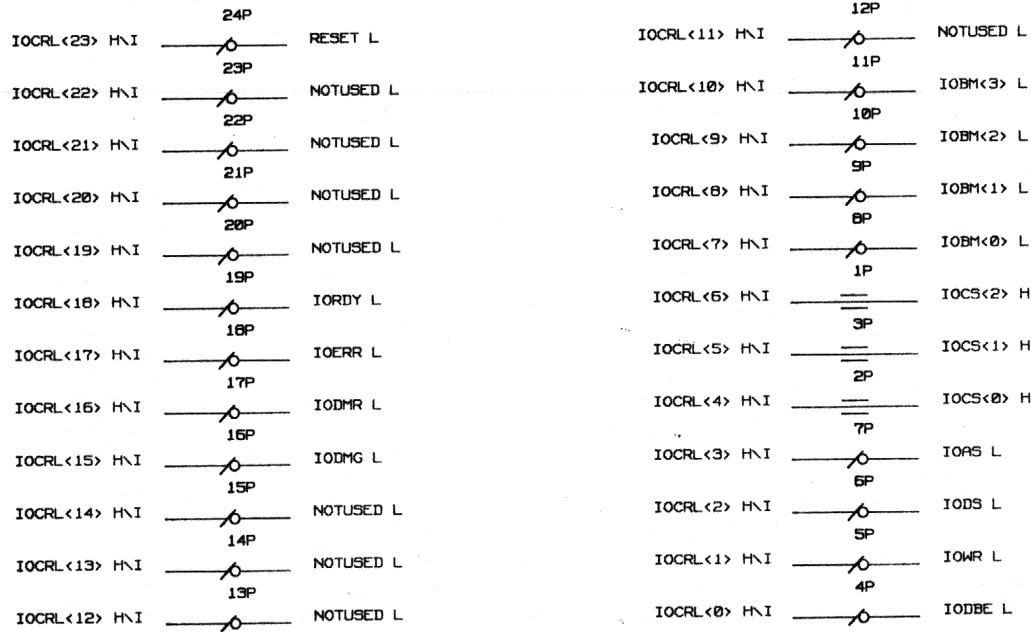 24P
IOCRL<23> H\I RESET L
23P
IOCRL<22> H\I NOTUSED L
22P
IOCRL<21> H\I NOTUSED L
21P
IOCRL<20> H\I NOTUSED L
20P
IOCRL<19> H\I NOTUSED L
19P
IOCRL<18> H\I IORDY L
18P
IOCRL<17> H\I IOERR L
17P
IOCRL<16> H\I IODMR L
16P
IOCRL<15> H\I IODMG L
15P
IOCRL<14> H\I NOTUSED L
14P
IOCRL<13> H\I NOTUSED L
13P
IOCRL<12> H\I NOTUSED L
12P
IOCRL<11> H\I NOTUSED L
11P
IOCRL<10> H\I IOBM<3> L
10P
IOCRL<9> H\I IOBM<2> L
9P
IOCRL<8> H\I IOBM<1> L
8P
IOCRL<7> H\I IOBM<0> L
1P
IOCRL<6> H\I IOCS<2> H
3P
IOCRL<5> H\I IOCS<1> H
2P
IOCRL<4> H\I IOCS<0> H
7P
IOCRL<3> H\I IOAS L
6P
IOCRL<2> H\I IODS L
5P
IOCRL<1> H\I IOWR L
4P
IOCRL<0> H\I IODBE L